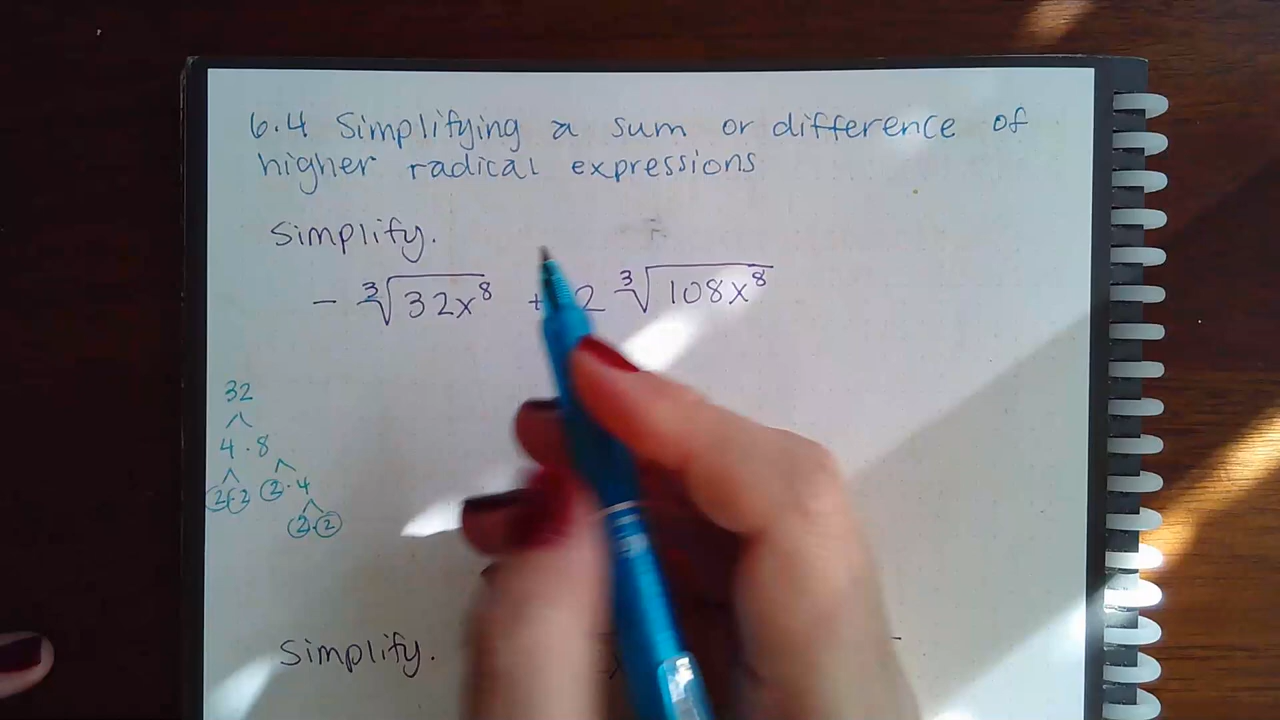 6.4 Simplifying a sum or difference of
higher radical expressions
Simplify.
- ∛32x⁸ + 2 ∛108x⁸
32
4 · 8
2 · 2 2 · 4
2 · 2
Simplify.